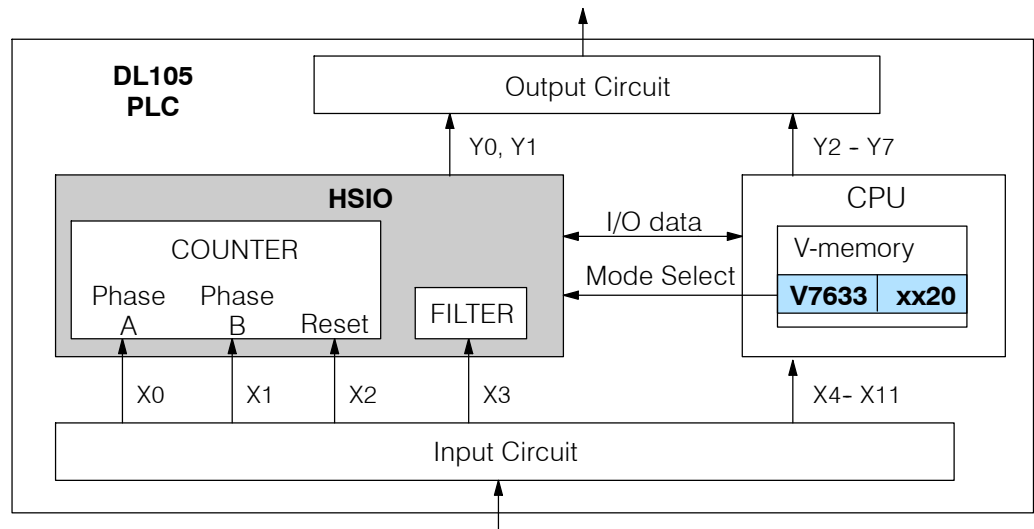 DL105
PLC
Output Circuit
Y0, Y1
Y2 - Y7
HSIO
CPU
COUNTER
I/O data
V-memory
Mode Select
V7633 xx20
Phase
A
Phase
B
Reset
FILTER
X0
X1
X2
X3
X4- X11
Input Circuit